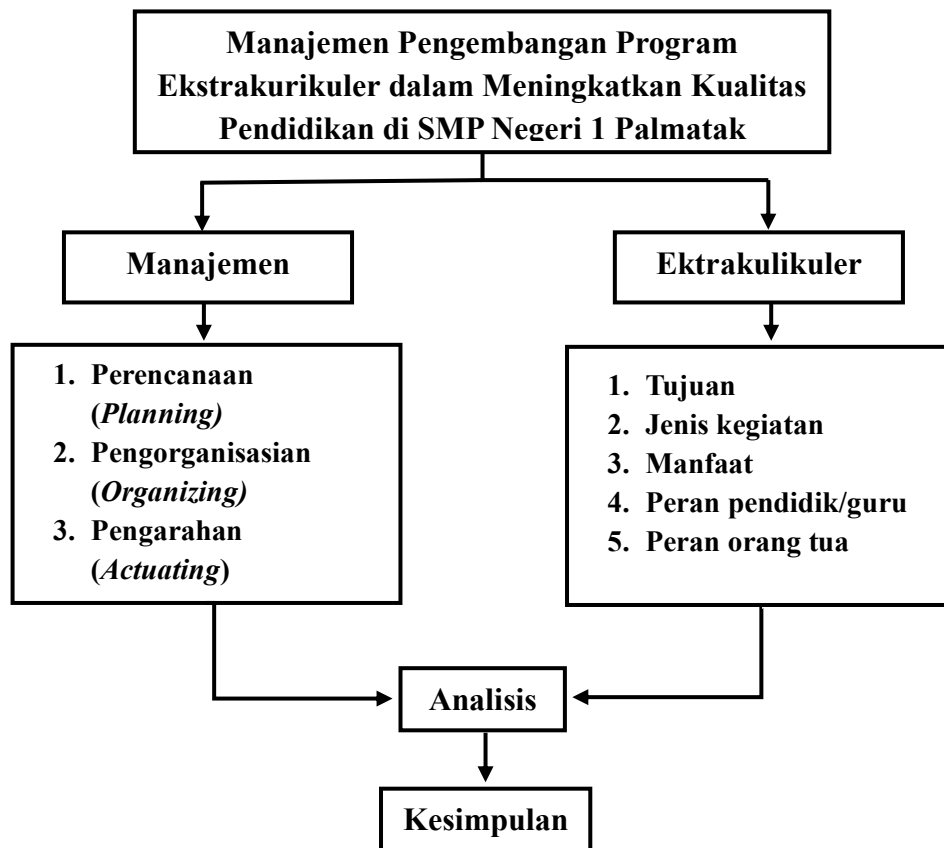 Manajemen Pengembangan Program
Ekstrakurikuler dalam Meningkatkan Kualitas
Pendidikan di SMP Negeri 1 Palmatak
Manajemen
Ektrakulikuler
1. Perencanaan
(Planning)
2. Pengorganisasian
(Organizing)
3. Pengarahan
(Actuating)
1. Tujuan
2. Jenis kegiatan
3. Manfaat
4. Peran pendidik/guru
5. Peran orang tua
Analisis
Kesimpulan